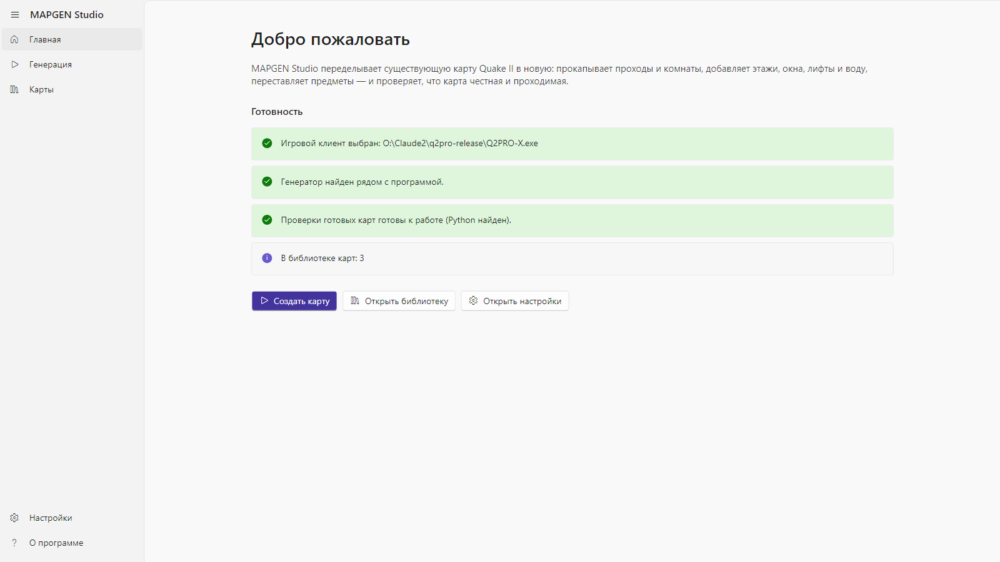 MAPGEN Studio
Главная
Генерация
Карты
Настройки
О программе
Добро пожаловать
MAPGEN Studio переделывает существующую карту Quake II в новую: прокапывает проходы и комнаты, добавляет этажи, окна, лифты и воду,
переставляет предметы — и проверяет, что карта честная и проходимая.
Готовность
Игровой клиент выбран: O:\Claude2\q2pro-release\Q2PRO-X.exe
Генератор найден рядом с программой.
Проверки готовых карт готовы к работе (Python найден).
В библиотеке карт: 3
Создать карту
Открыть библиотеку
Открыть настройки